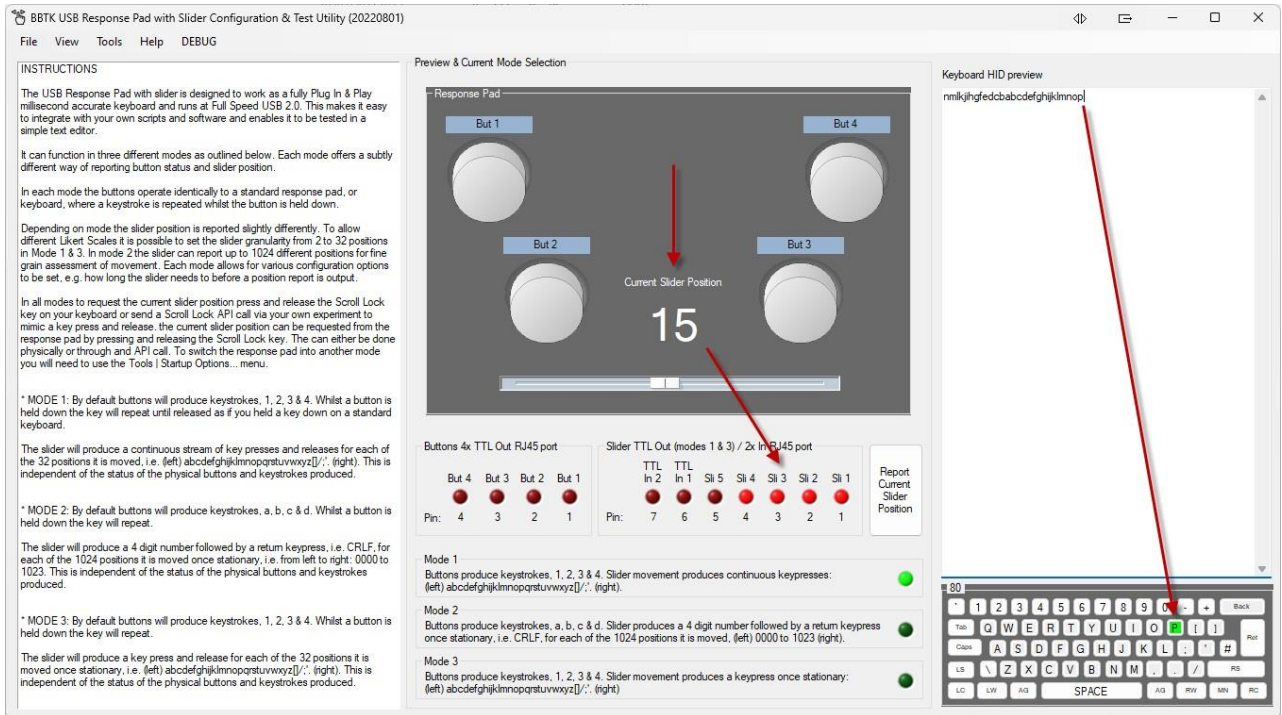 BBTK USB Response Pad with Slider Configuration & Test Utility (20220801)
File View Tools Help DEBUG
INSTRUCTIONS
The USB Response Pad with slider is designed to work as a fully Plug In & Play
millisecond accurate keyboard and runs at Full Speed USB 2.0. This makes it easy
to integrate with your own scripts and software and enables it to be tested in a
simple text editor.
It can function in three different modes as outlined below. Each mode offers a subtly
different way of reporting button status and slider position.
In each mode the buttons operate identically to a standard response pad, or
keyboard, where a keystroke is repeated whilst the button is held down.
Depending on mode the slider position is reported slightly differently. To allow
different Likert Scales it is possible to set the slider granularity from 2 to 32 positions
in Mode 1 & 3. In mode 2 the slider can report up to 1024 different positions for fine
grain assessment of movement. Each mode allows for various configuration options
to be set, e.g. how long the slider needs to before a position report is output.
In all modes to request the current slider position press and release the Scroll Lock
key on your keyboard or send a Scroll Lock API call via your own experiment to
mimic a key press and release. the current slider position can be requested from the
response pad by pressing and releasing the Scroll Lock key. The can either be done
physically or through and API call. To switch the response pad into another mode
you will need to use the Tools | Startup Options... menu.
* MODE 1: By default buttons will produce keystrokes, 1, 2, 3 & 4. Whilst a button is
held down the key will repeat until released as if you held a key down on a standard
keyboard.
The slider will produce a continuous stream of key presses and releases for each of
the 32 positions it is moved, i.e. (left) abcdefghijklmnopqrstuvwxyz[]/;'. (right). This is
independent of the status of the physical buttons and keystrokes produced.
* MODE 2: By default buttons will produce keystrokes, a, b, c & d. Whilst a button is
held down the key will repeat.
The slider will produce a 4 digit number followed by a return keypress, i.e. CRLF, for
each of the 1024 positions it is moved once stationary, i.e. from left to right: 0000 to
1023. This is independent of the status of the physical buttons and keystrokes
produced.
* MODE 3: By default buttons will produce keystrokes, 1, 2, 3 & 4. Whilst a button is
held down the key will repeat.
The slider will produce a key press and release for each of the 32 positions it is
moved once stationary, i.e. (left) abcdefghijklmnopqrstuvwxyz[]/;'. (right). This is
independent of the status of the physical buttons and keystrokes produced.
Preview & Current Mode Selection
Response Pad
But 1 But 4
But 2 But 3
Current Slider Position
15
Buttons 4x TTL Out RJ45 port
But 4 But 3 But 2 But 1
Pin: 4 3 2 1
Slider TTL Out (modes 1 & 3) / 2x In RJ45 port
TTL TTL
In 2 In 1 Sli 5 Sli 4 Sli 3 Sli 2 Sli 1
Pin: 7 6 5 4 3 2 1
Report
Current
Slider
Position
Mode 1
Buttons produce keystrokes, 1, 2, 3 & 4. Slider movement produces continuous keypresses:
(left) abcdefghijklmnopqrstuvwxyz[]/;'. (right).
Mode 2
Buttons produce keystrokes, a, b, c & d. Slider produces a 4 digit number followed by a return keypress
once stationary, i.e. CRLF, for each of the 1024 positions it is moved, (left) 0000 to 1023 (right).
Mode 3
Buttons produce keystrokes, 1, 2, 3 & 4. Slider movement produces a keypress once stationary:
(left) abcdefghijklmnopqrstuvwxyz[]/;'. (right)
Keyboard HID preview
nmlkjihgfedcbabcdefghijklmnop
80
` 1 2 3 4 5 6 7 8 9 0 - + Back
Tab Q W E R T Y U I O P [ ] Ret
Caps A S D F G H J K L ; ' #
LS \ Z X C V B N M , . / RS
LC LW AG SPACE AG RW MN RC